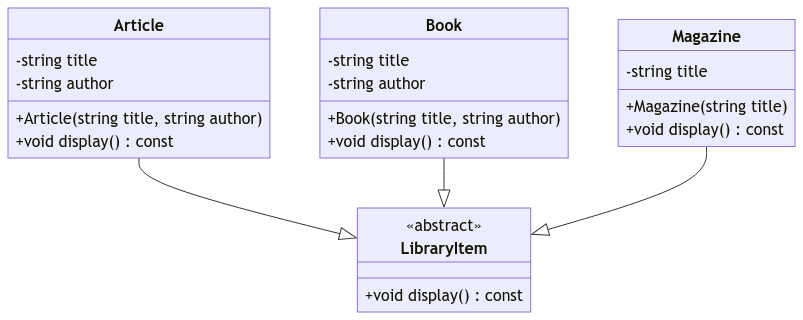 Article
-string title
-string author
+Article(string title, string author)
+void display() : const
Book
-string title
-string author
+Book(string title, string author)
+void display() : const
Magazine
-string title
+Magazine(string title)
+void display() : const
«abstract»
LibraryItem
+void display() : const